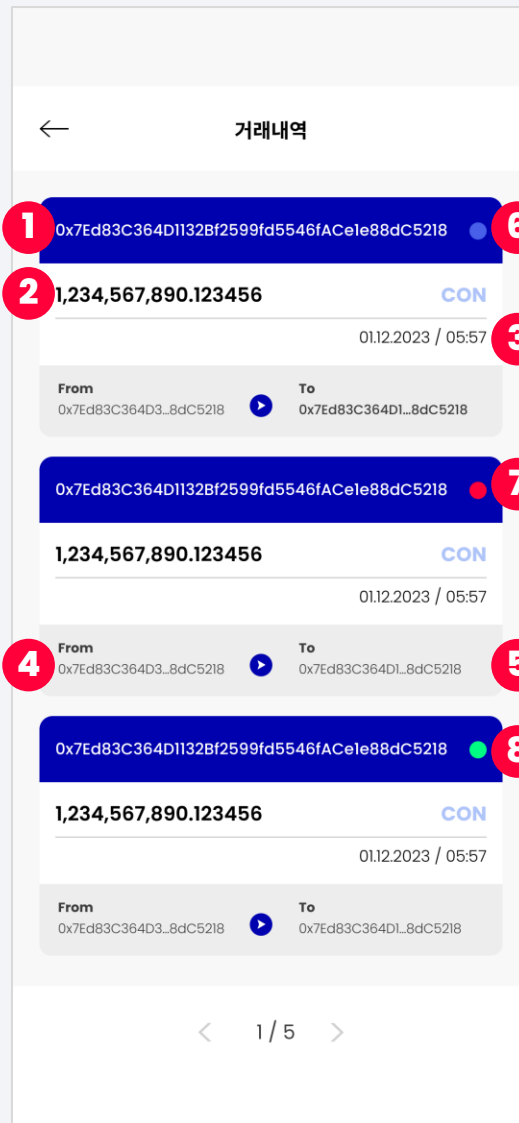 거래내역
1 0x7Ed83C364D1132Bf2599fd5546fACe1e88dC5218 6
2 1,234,567,890.123456 CON
01.12.2023 / 05:57 3
From To
0x7Ed83C364D3...8dC5218 0x7Ed83C364D1...8dC5218
0x7Ed83C364D1132Bf2599fd5546fACe1e88dC5218 7
1,234,567,890.123456 CON
01.12.2023 / 05:57
From To
4 0x7Ed83C364D3...8dC5218 0x7Ed83C364D1...8dC5218 5
0x7Ed83C364D1132Bf2599fd5546fACe1e88dC5218 8
1,234,567,890.123456 CON
01.12.2023 / 05:57
From To
0x7Ed83C364D3...8dC5218 0x7Ed83C364D1...8dC5218
1 / 5